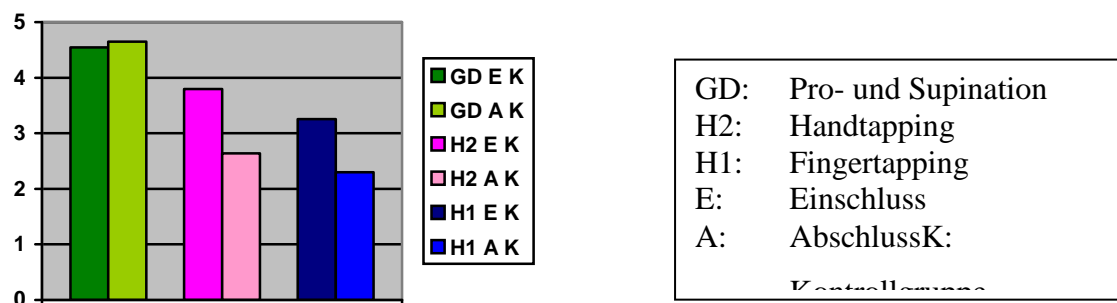 5
4
3
2
1
0
GD E K
GD A K
H2 E K
H2 A K
H1 E K
H1 A K
GD: Pro- und Supination
H2: Handtapping
H1: Fingertapping
E: Einschluss
A: AbschlussK:
Kontrollgruppe